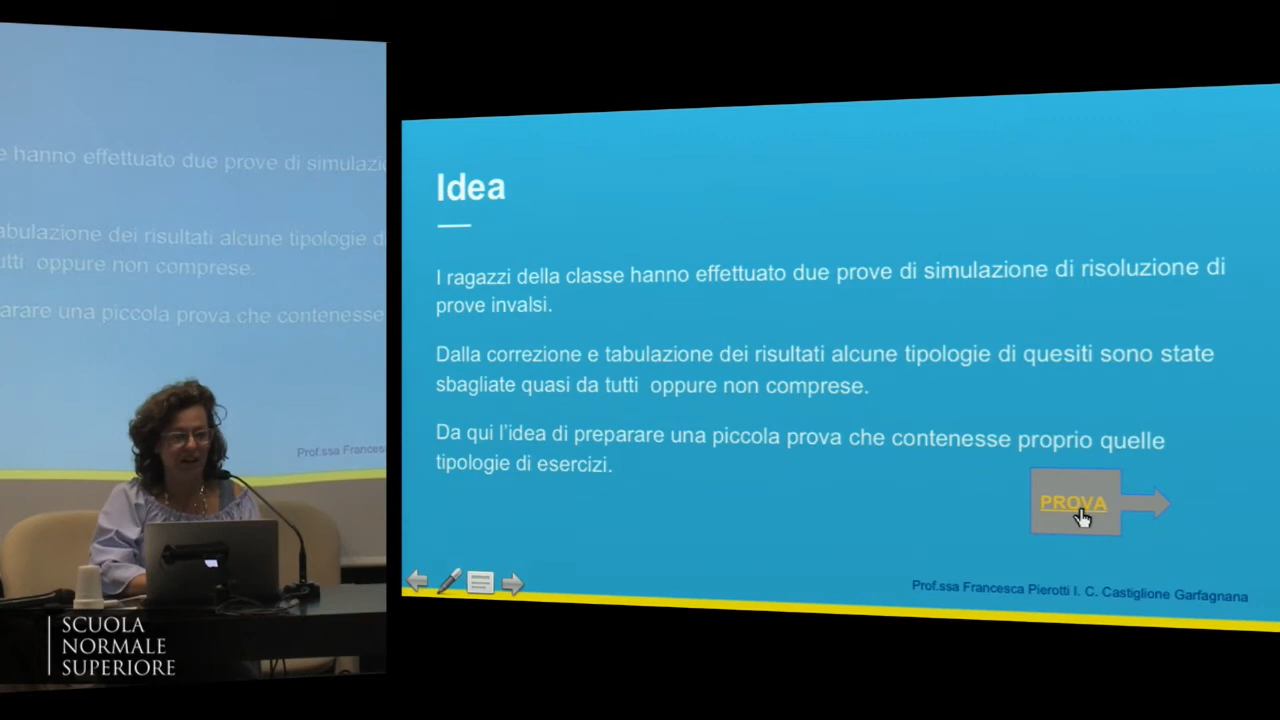 e hanno effettuato due prove di simulazi
abulazione dei risultati alcune tipologie d
utti oppure non comprese.
arare una piccola prova che contenesse
Prof.ssa Frances
SCUOLA
NORMALE
SUPERIORE
Idea
I ragazzi della classe hanno effettuato due prove di simulazione di risoluzione di
prove invalsi.
Dalla correzione e tabulazione dei risultati alcune tipologie di quesiti sono state
sbagliate quasi da tutti oppure non comprese.
Da qui l'idea di preparare una piccola prova che contenesse proprio quelle
tipologie di esercizi.
PROVA
Prof.ssa Francesca Pierotti I. C. Castiglione Garfagnana